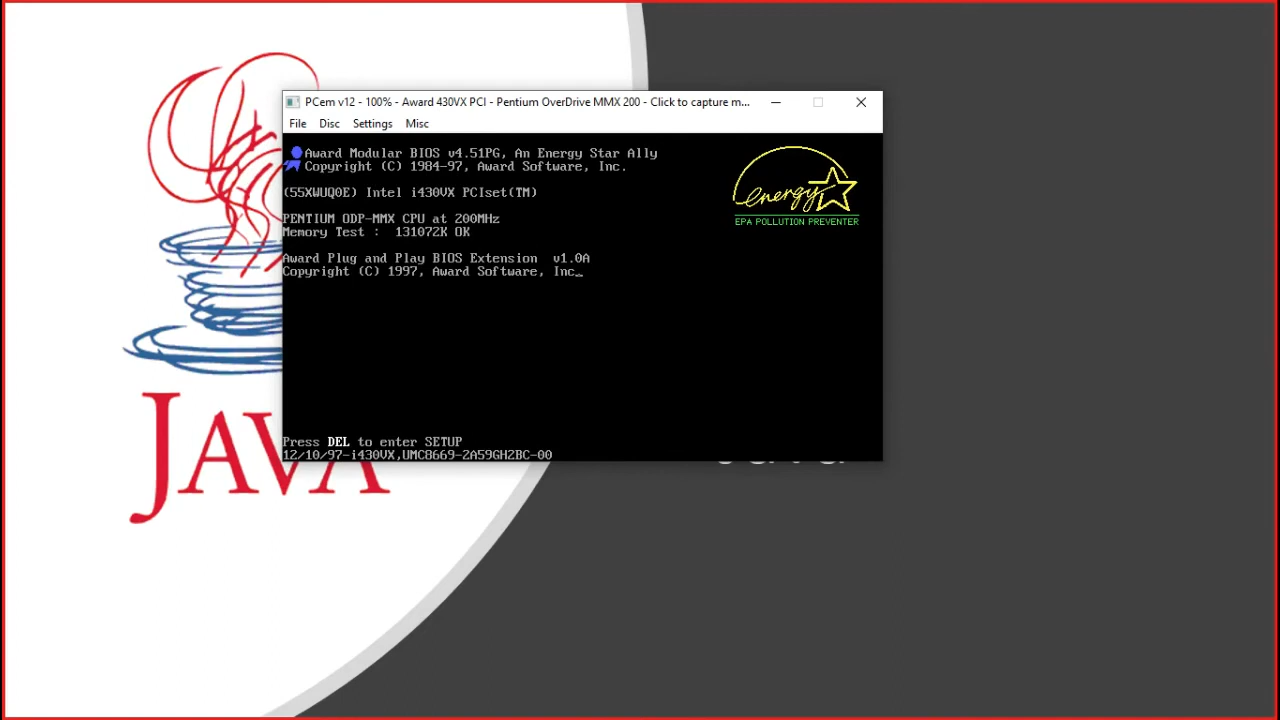 PCem v12 - 100% - Award 430VX PCI - Pentium OverDrive MMX 200 - Click to capture m...
File Disc Settings Misc
Award Modular BIOS v4.51PG, An Energy Star Ally
Copyright (C) 1984-97, Award Software, Inc.
energy
EPA POLLUTION PREVENTER
(55XWUQ0E) Intel i430VX PCIset(TM)
PENTIUM ODP-MMX CPU at 200MHz
Memory Test : 131072K OK
Award Plug and Play BIOS Extension v1.0A
Copyright (C) 1997, Award Software, Inc_
Press DEL to enter SETUP
12/10/97-i430VX,UMC8669-2A59GH2BC-00
JAVA